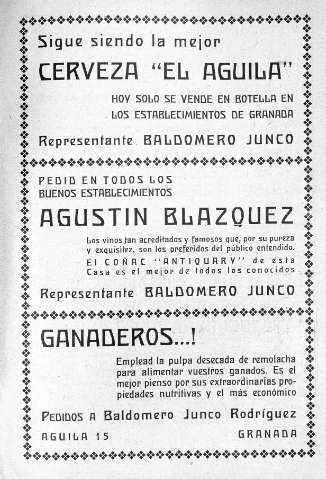 Sigue siendo la mejor
CERVEZA "EL AGUILA"
HOY SOLO SE VENDE EN BOTELLA EN
LOS ESTABLECIMIENTOS DE GRANADA
Representante BALDOMERO JUNCO
PEDID EN TODOS LOS
BUENOS ESTABLECIMIENTOS
AGUSTIN BLAZQUEZ
Los vinos tan acreditados y famosos que, por su pureza
y exquisitez, son los preferidos del público entendido.
El COÑAC "ANTIQUARY" de esta
Casa es el mejor de todos los conocidos
Representante BALDOMERO JUNCO
GANADEROS...!
Emplead la pulpa desecada de remolacha
para alimentar vuestros ganados. Es el
mejor pienso por sus extraordinarias pro-
piedades nutritivas y el más económico
PEDIDOS A Baldomero Junco Rodríguez
AGUILA 15 GRANADA